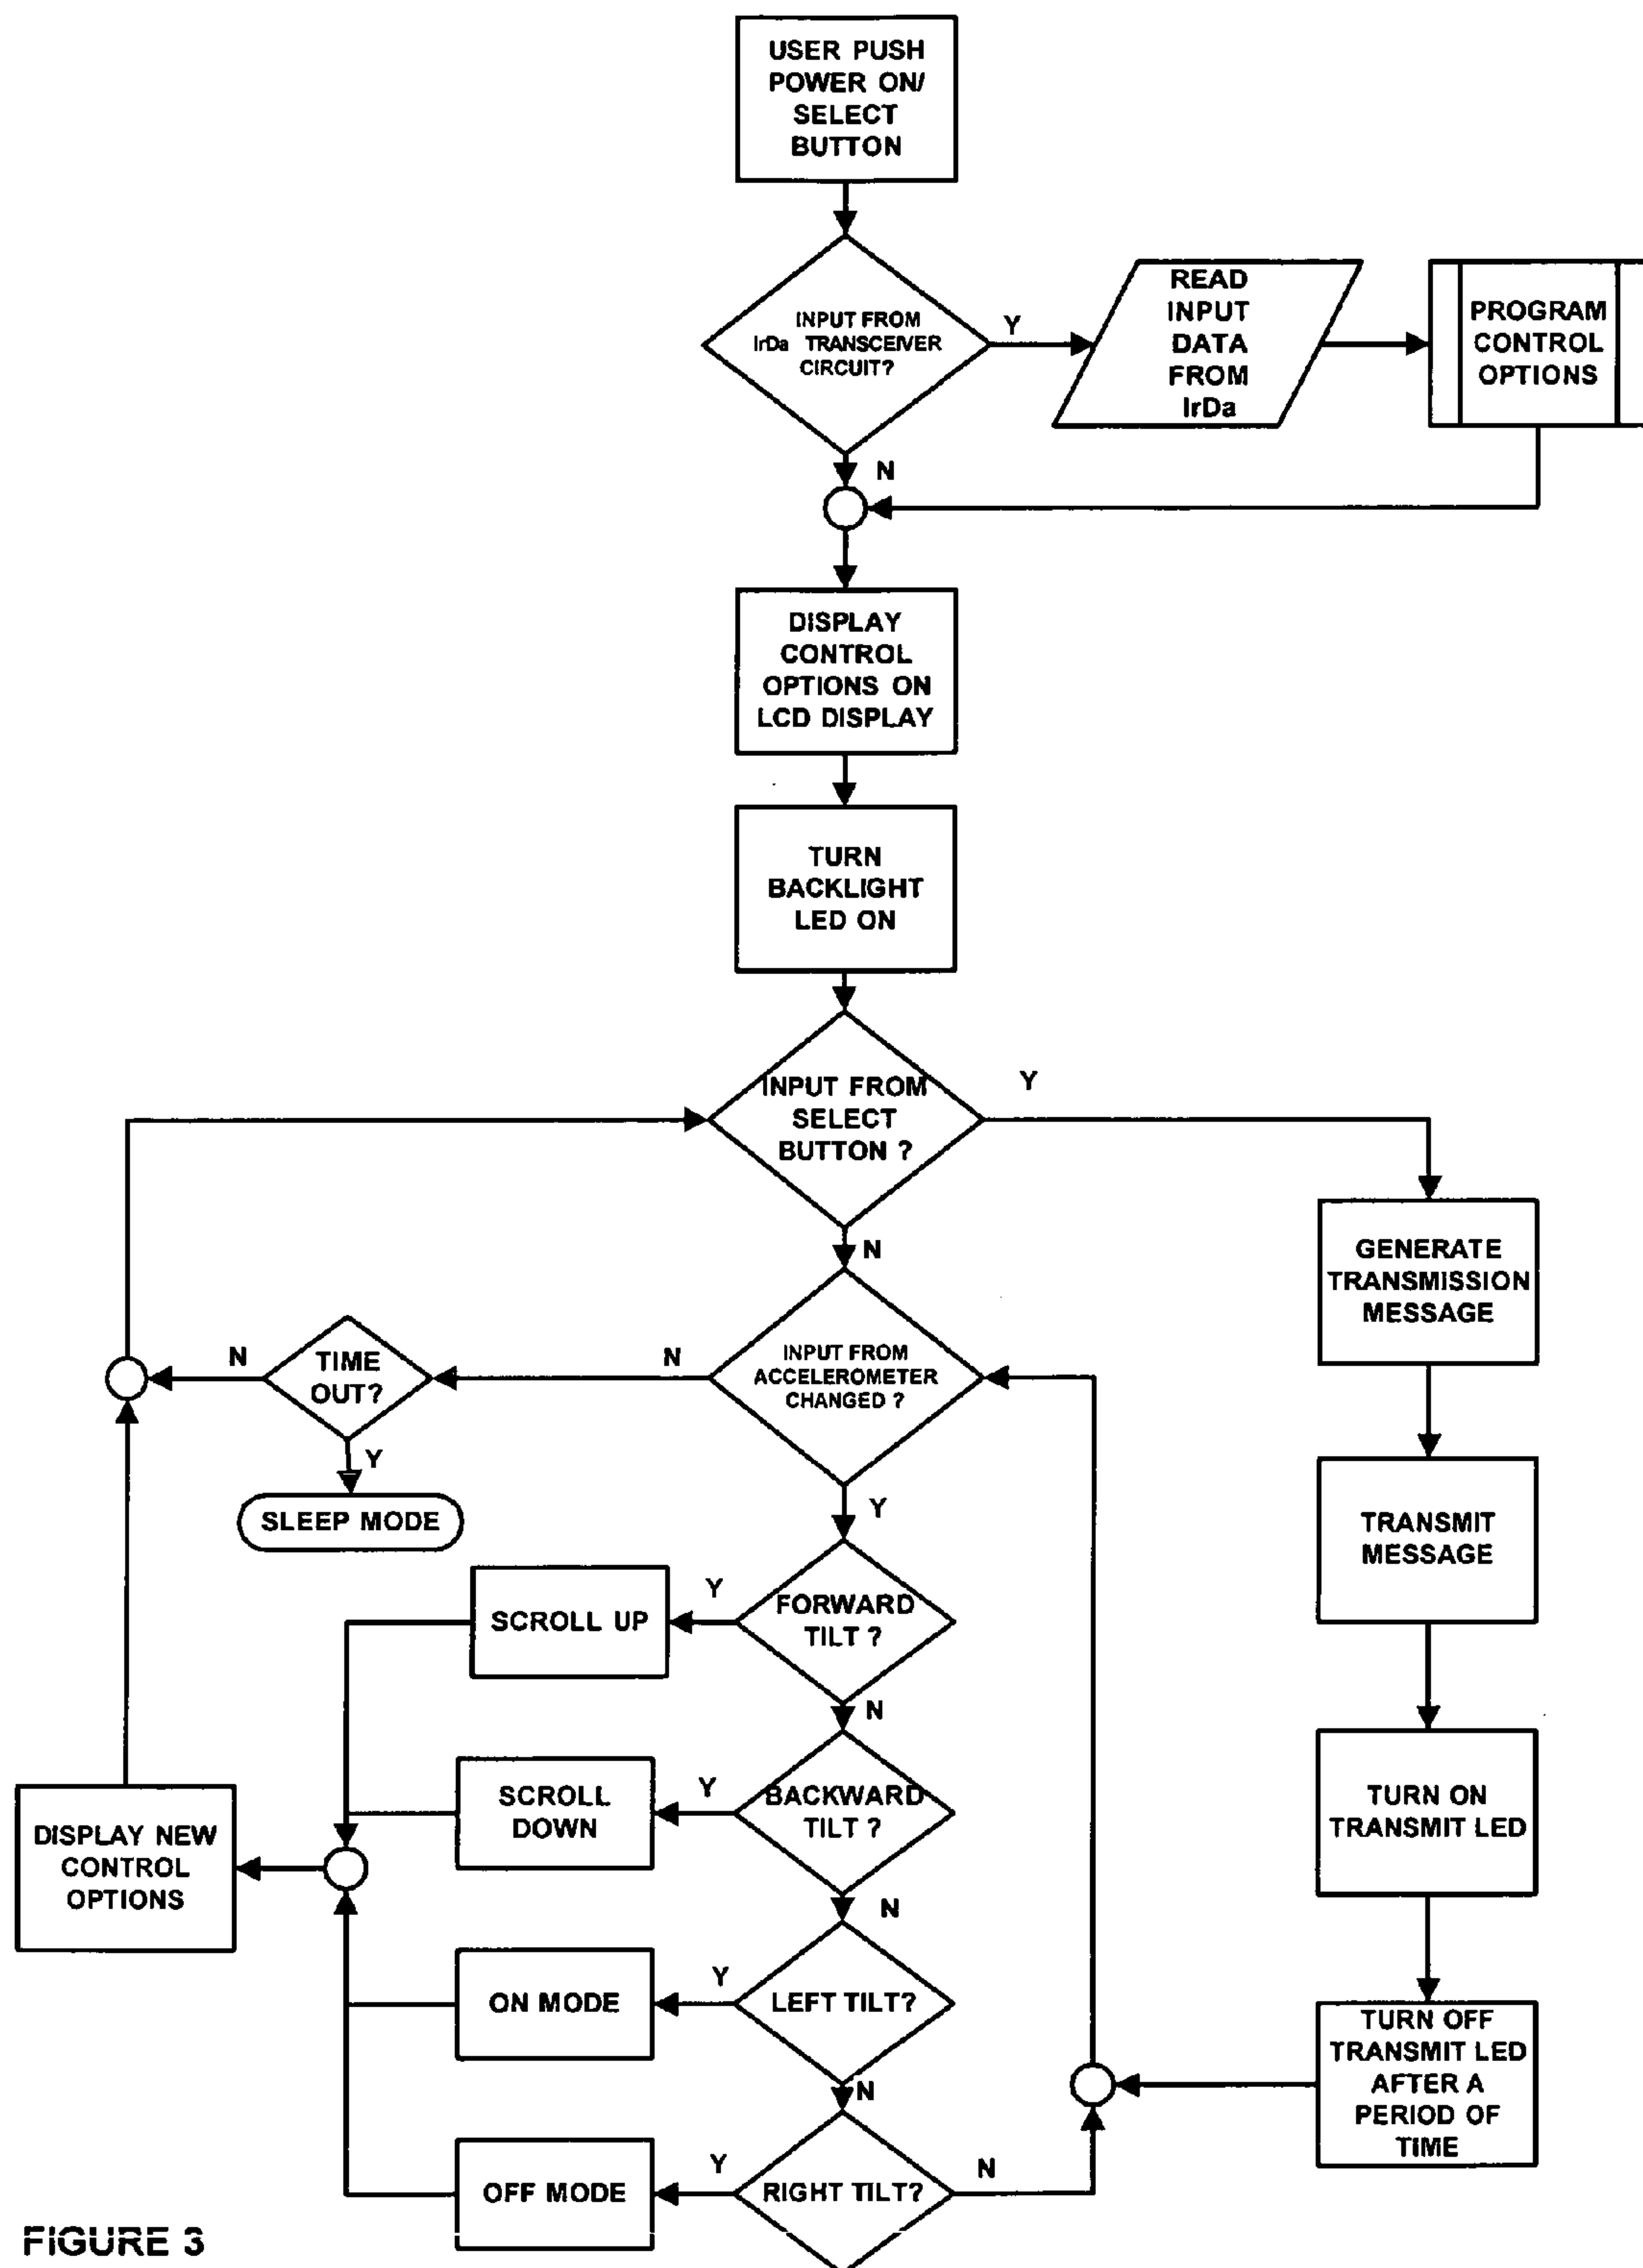 USER PUSH
POWER ON/
SELECT
BUTTON
INPUT FROM
IrDa TRANSCEIVER
CIRCUIT?
Y
READ
INPUT
DATA
FROM
IrDa
PROGRAM
CONTROL
OPTIONS
N
DISPLAY
CONTROL
OPTIONS ON
LCD DISPLAY
TURN
BACKLIGHT
LED ON
INPUT FROM
SELECT
BUTTON ?
Y
N
GENERATE
TRANSMISSION
MESSAGE
INPUT FROM
ACCELEROMETER
CHANGED ?
N
TIME
OUT?
N
Y
SLEEP MODE
Y
TRANSMIT
MESSAGE
FORWARD
TILT ?
Y
SCROLL UP
N
BACKWARD
TILT ?
Y
SCROLL
DOWN
TURN ON
TRANSMIT LED
DISPLAY NEW
CONTROL
OPTIONS
N
LEFT TILT?
Y
ON MODE
N
TURN OFF
TRANSMIT LED
AFTER A
PERIOD OF
TIME
RIGHT TILT?
Y
OFF MODE
N
FIGURE 3